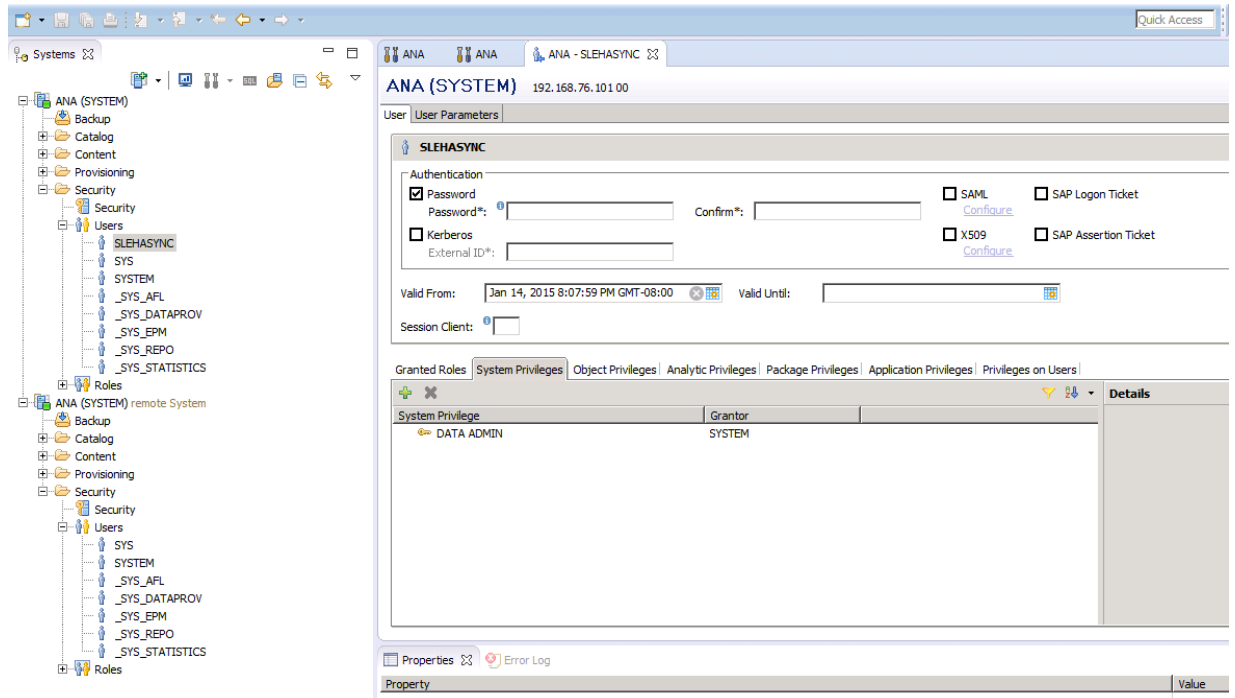 Quick Access
Systems
ANA (SYSTEM)
Backup
Catalog
Content
Provisioning
Security
Security
Users
SLEHASYNC
SYS
SYSTEM
_SYS_AFL
_SYS_DATAPROV
_SYS_EPM
_SYS_REPO
_SYS_STATISTICS
Roles
ANA (SYSTEM) remote System
Backup
Catalog
Content
Provisioning
Security
Security
Users
SYS
SYSTEM
_SYS_AFL
_SYS_DATAPROV
_SYS_EPM
_SYS_REPO
_SYS_STATISTICS
Roles
ANA ANA ANA - SLEHASYNC
ANA (SYSTEM) 192.168.76.101 00
User User Parameters
SLEHASYNC
Authentication
Password SAML SAP Logon Ticket
Password*: Confirm*: Configure
Kerberos X509 SAP Assertion Ticket
External ID*: Configure
Valid From: Jan 14, 2015 8:07:59 PM GMT-08:00 Valid Until:
Session Client:
Granted Roles System Privileges Object Privileges Analytic Privileges Package Privileges Application Privileges Privileges on Users
Details
System Privilege Grantor
DATA ADMIN SYSTEM
Properties Error Log
Property Value